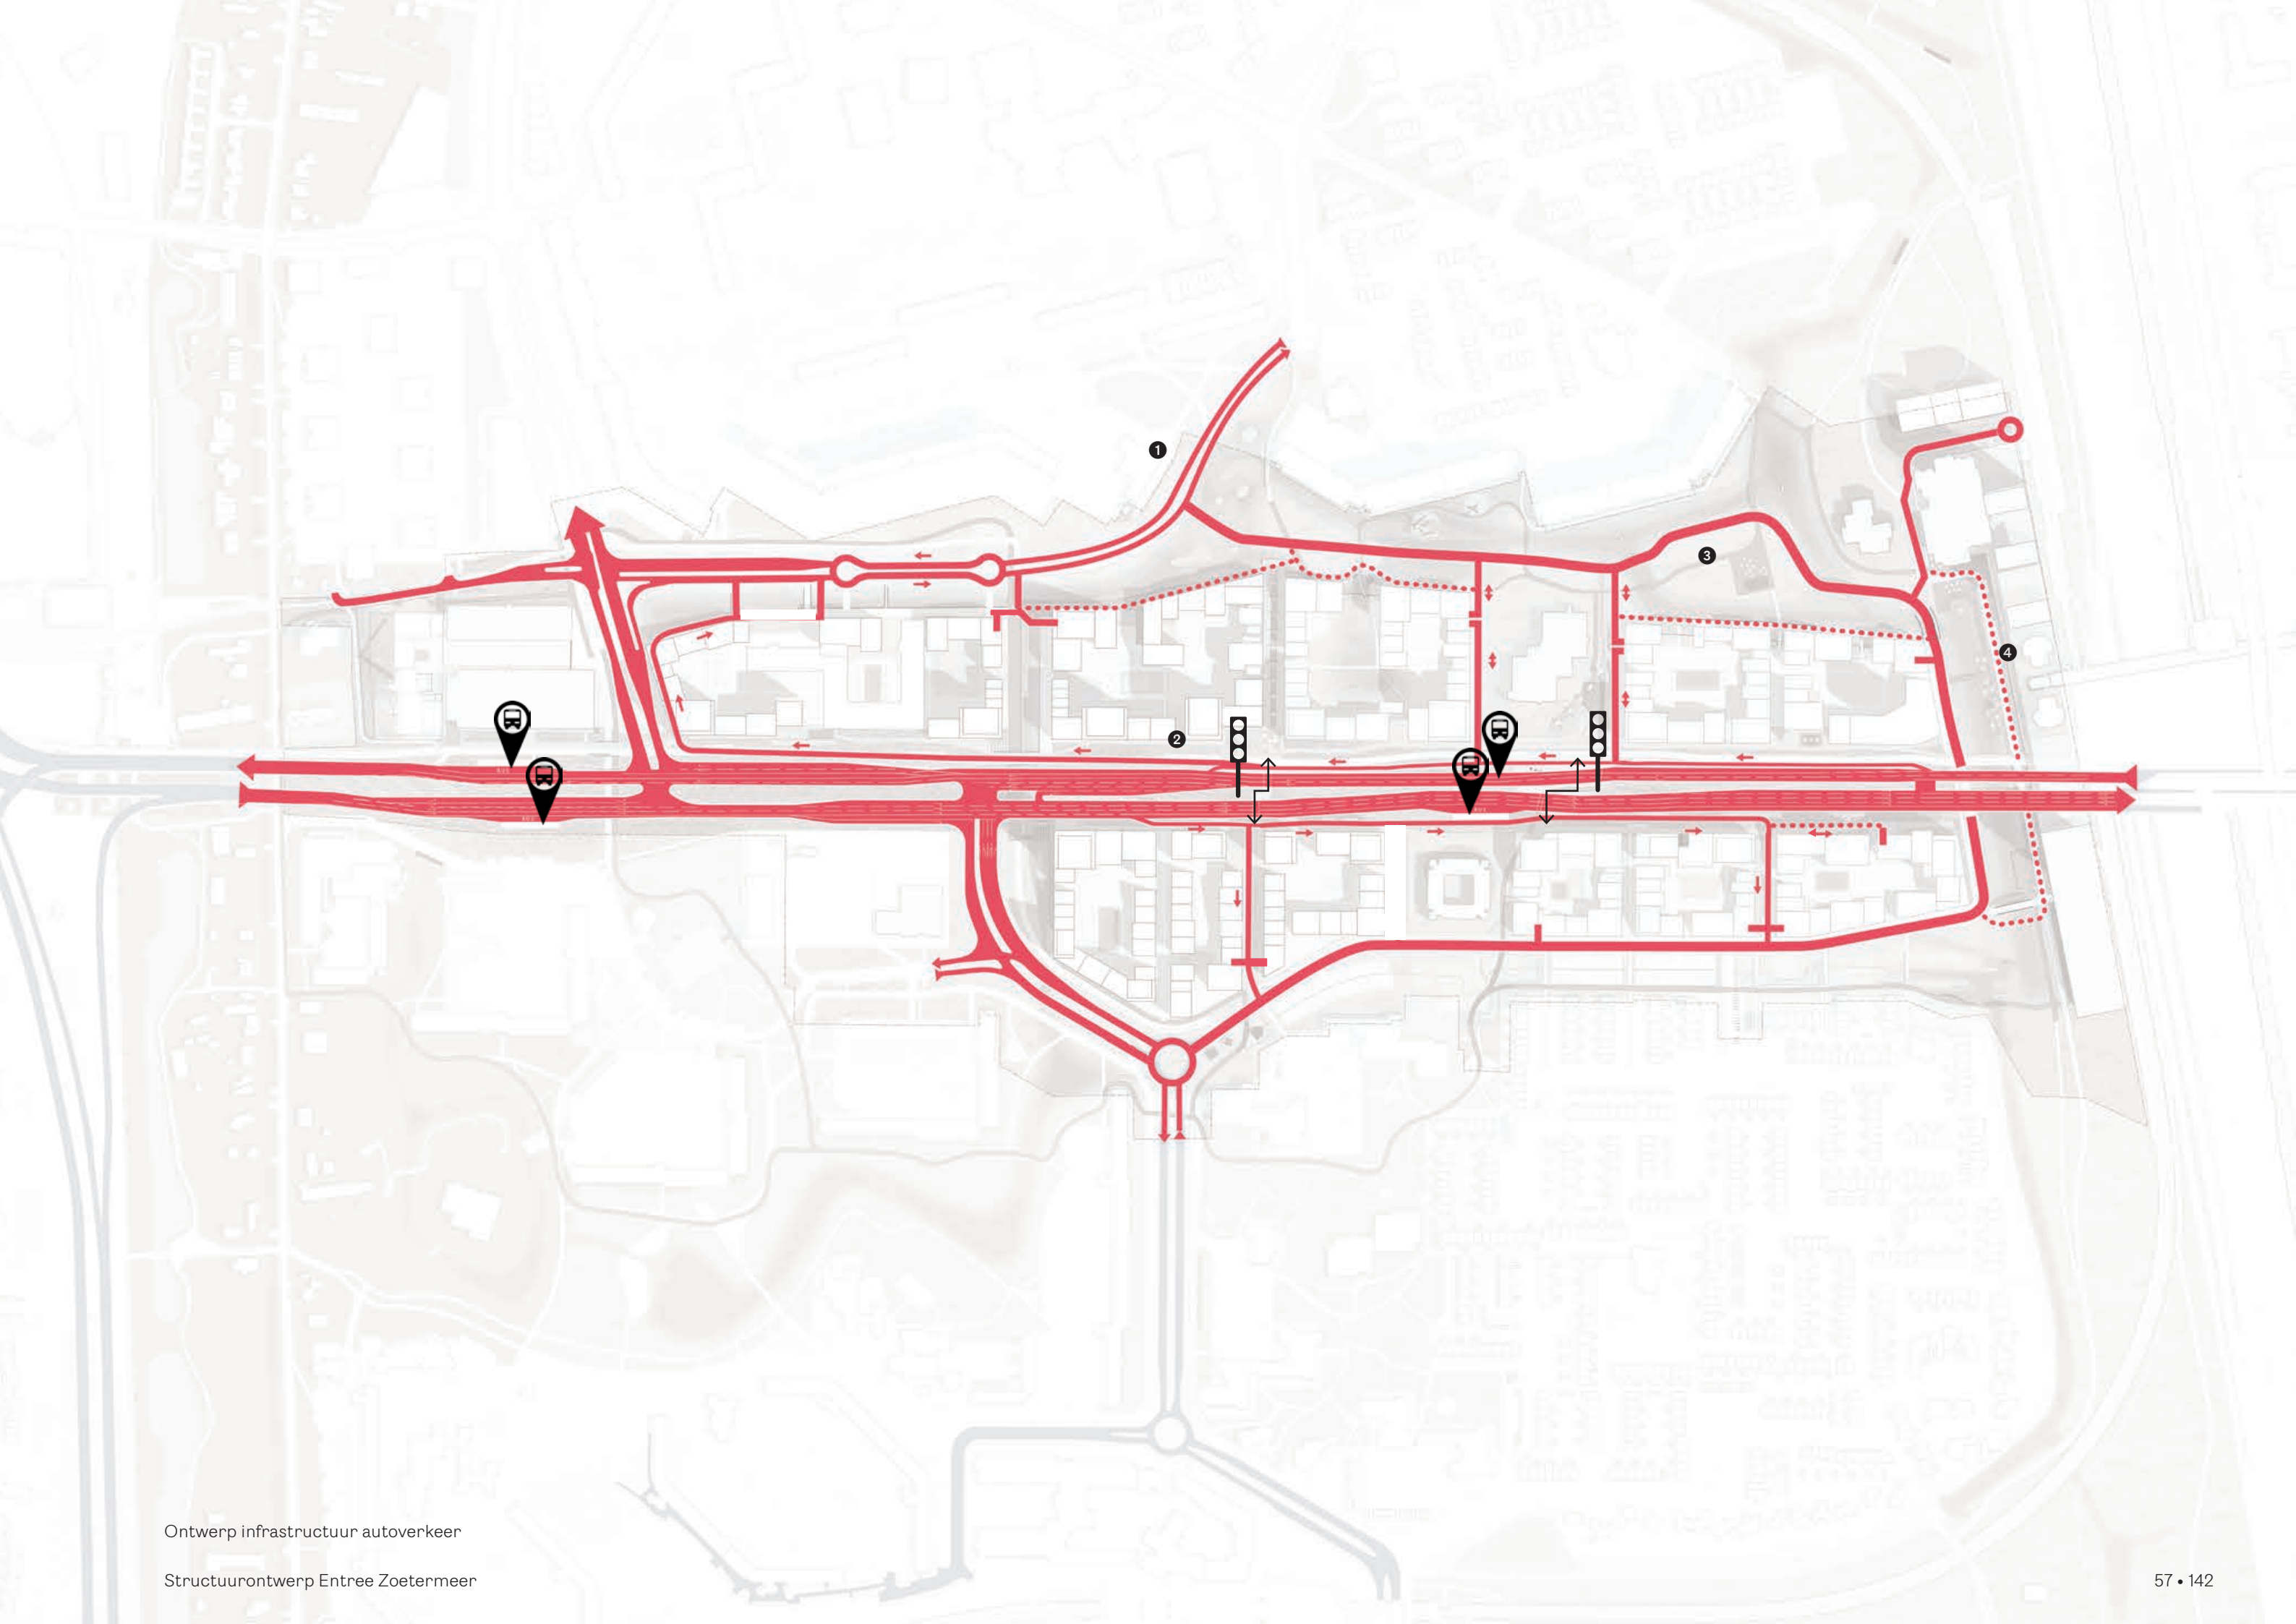 1
3
4
2
Ontwerp infrastructuur autoverkeer
Structuurontwerp Entree Zoetermeer
57 • 142